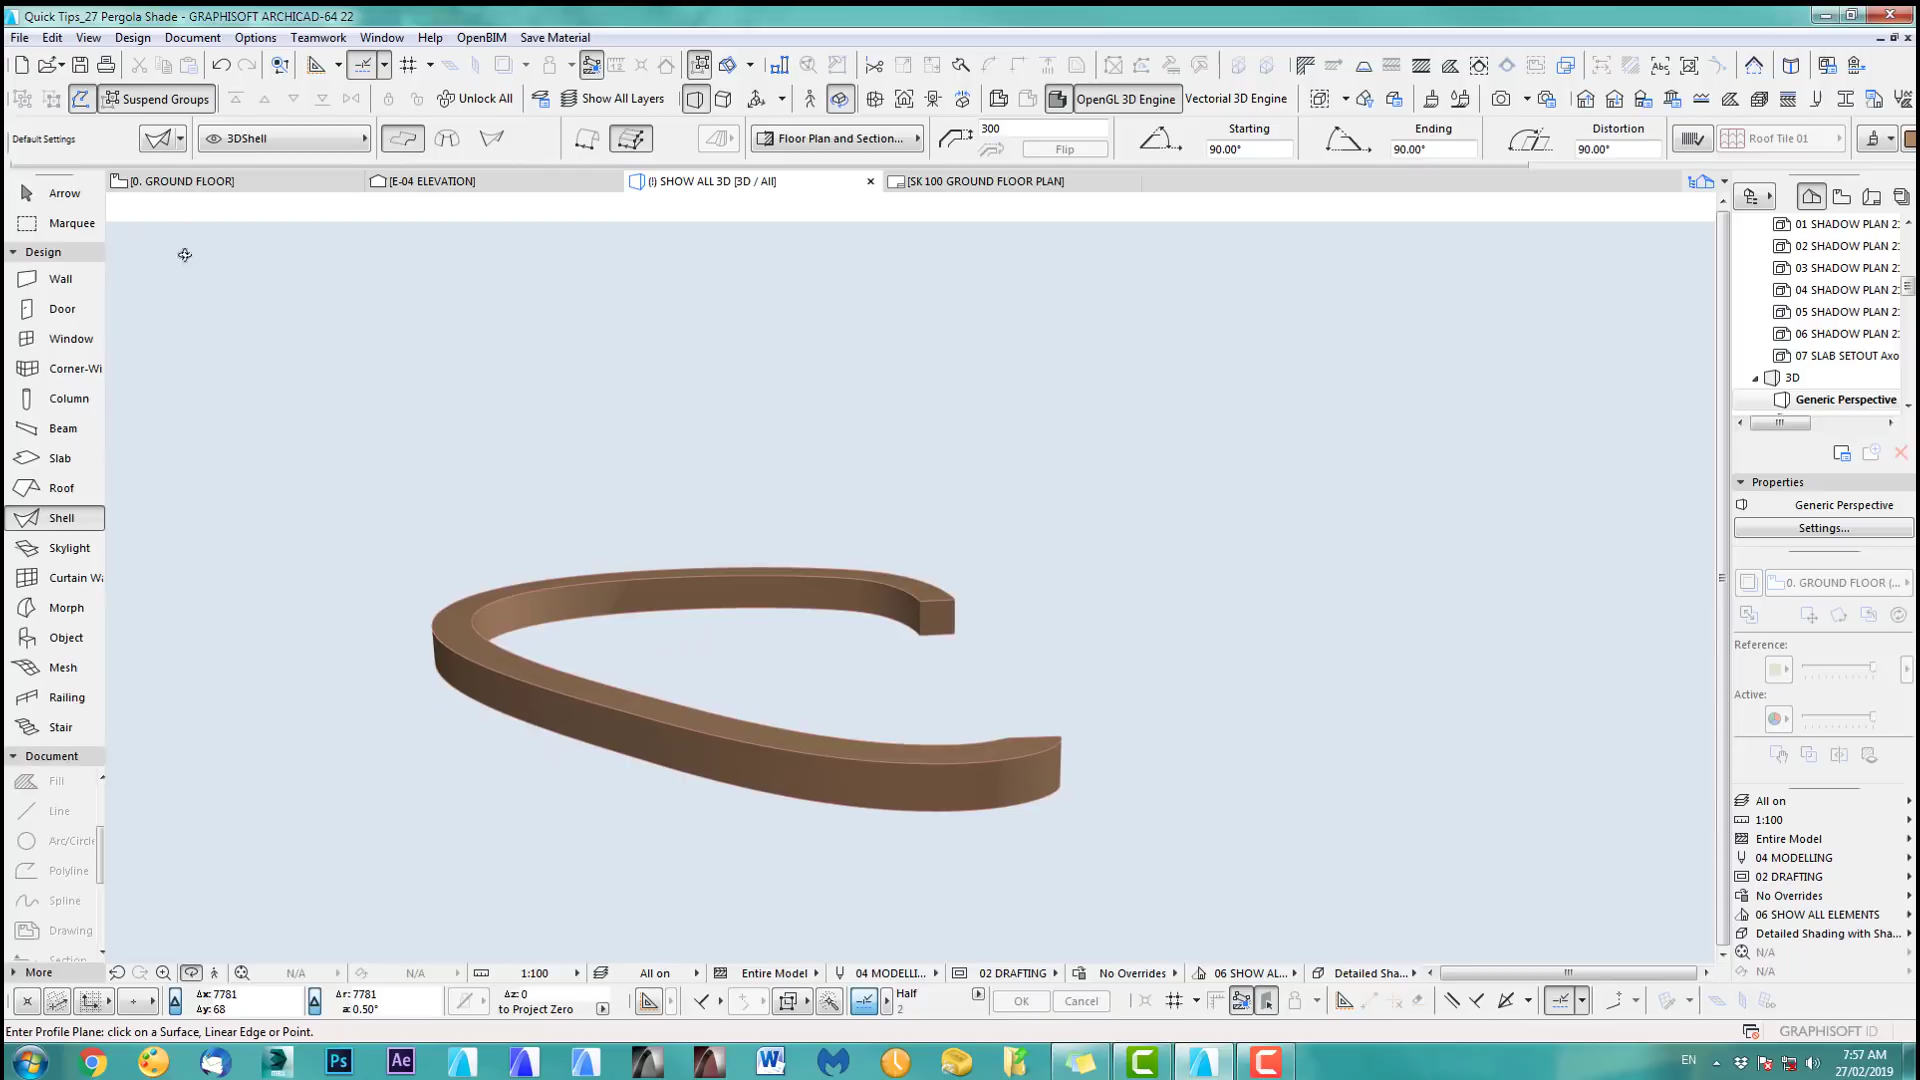 Quick Tips_27 Pergola Shade - GRAPHISOFT ARCHICAD-64 22
File Edit View Design Document Options Teamwork Window Help OpenBIM Save Material
Suspend Groups
Unlock All
Show All Layers
OpenGL 3D Engine
Vectorial 3D Engine
Default Settings
3DShell
Floor Plan and Section...
300
Flip
Starting
90.00°
Ending
90.00°
Distortion
90.00°
Roof Tile 01
[0. GROUND FLOOR]
[E-04 ELEVATION]
(!) SHOW ALL 3D [3D / All]
[SK 100 GROUND FLOOR PLAN]
Arrow
Marquee
Design
Wall
Door
Window
Corner-Wi
Column
Beam
Slab
Roof
Shell
Skylight
Curtain Wa
Morph
Object
Mesh
Railing
Stair
Document
Fill
Line
Arc/Circle
Polyline
Spline
Drawing
Section
More
01 SHADOW PLAN 2
02 SHADOW PLAN 2
03 SHADOW PLAN 2
04 SHADOW PLAN 2
05 SHADOW PLAN 2
06 SHADOW PLAN 2
07 SLAB SETOUT Axo
3D
Generic Perspective
Properties
Generic Perspective
Settings...
0. GROUND FLOOR (...
Reference:
Active:
All on
1:100
Entire Model
04 MODELLING
02 DRAFTING
No Overrides
06 SHOW ALL ELEMENTS
Detailed Shading with Sha...
N/A
N/A
N/A
N/A
1:100
All on
Entire Model
04 MODELLI...
02 DRAFTING
No Overrides
06 SHOW AL...
Detailed Sha...
Δx: 7781
Δy: 68
Δr: 7781
a: 0.50°
Δz: 0
to Project Zero
Half
2
OK
Cancel
Enter Profile Plane: click on a Surface, Linear Edge or Point.
GRAPHISOFT ID
Ps
Ae
EN
7:57 AM
27/02/2019